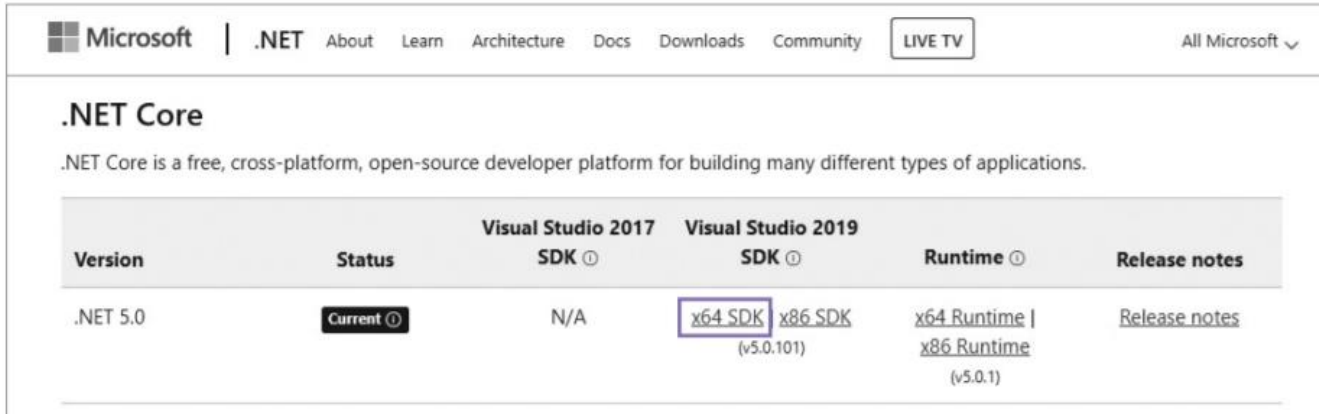 Microsoft | .NET About Learn Architecture Docs Downloads Community LIVE TV All Microsoft
.NET Core
.NET Core is a free, cross-platform, open-source developer platform for building many different types of applications.
Visual Studio 2017 Visual Studio 2019
Version Status SDK SDK Runtime Release notes
.NET 5.0 Current N/A x64 SDK | x86 SDK x64 Runtime | Release notes
(v5.0.101) x86 Runtime
(v5.0.1)